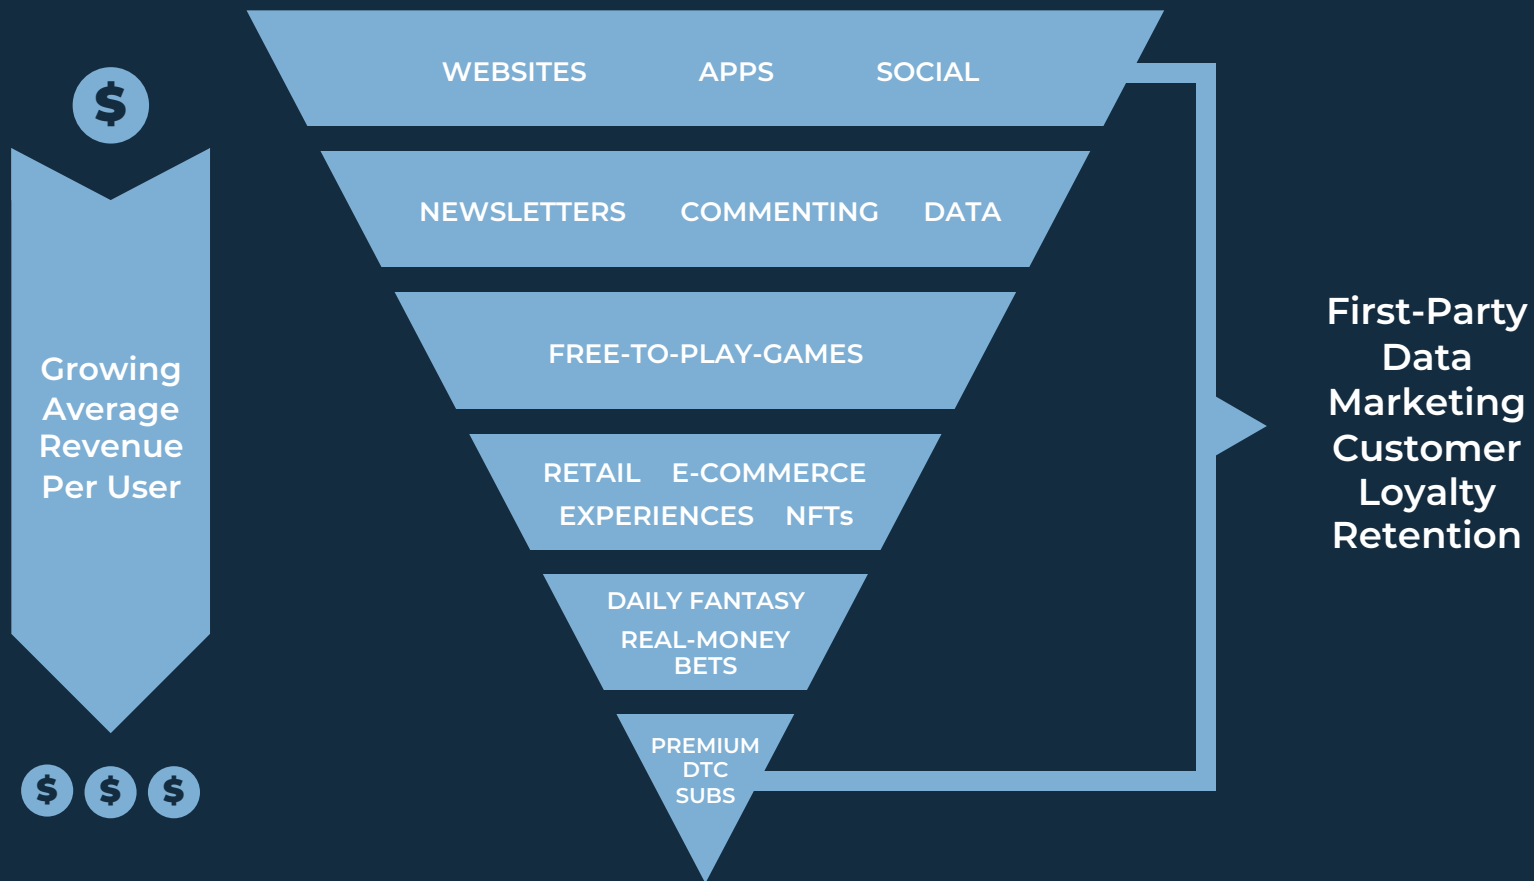 $
Growing
Average
Revenue
Per User
$ $ $
WEBSITES APPS SOCIAL
NEWSLETTERS COMMENTING DATA
FREE-TO-PLAY-GAMES
RETAIL E-COMMERCE
EXPERIENCES NFTs
DAILY FANTASY
REAL-MONEY
BETS
PREMIUM
DTC
SUBS
First-Party
Data
Marketing
Customer
Loyalty
Retention